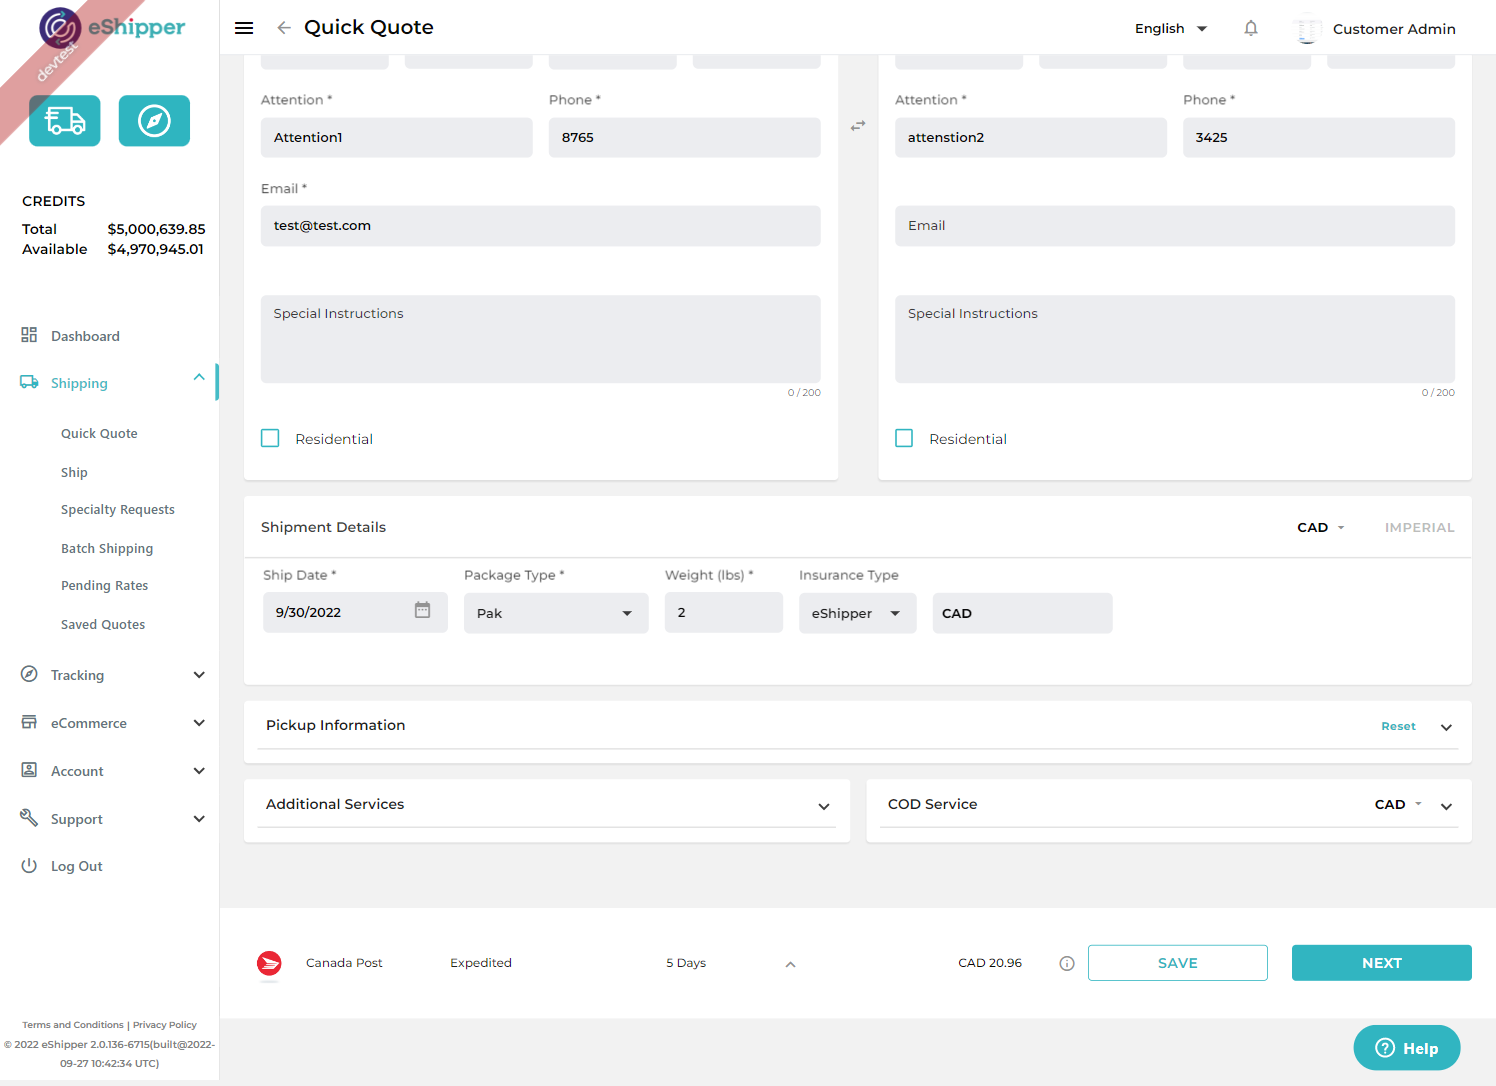 eShipper
devtest
Quick Quote
English
Customer Admin
CREDITS
Total $5,000,639.85
Available $4,970,945.01
Dashboard
Shipping
Quick Quote
Ship
Specialty Requests
Batch Shipping
Pending Rates
Saved Quotes
Tracking
eCommerce
Account
Support
Log Out
Terms and Conditions | Privacy Policy
© 2022 eShipper 2.0.136-6715(built@2022-
09-27 10:42:34 UTC)
Attention * Phone *
Attention1 8765
Email *
test@test.com
Special Instructions
0 / 200
Residential
Attention * Phone *
attenstion2 3425
Email
Special Instructions
0 / 200
Residential
Shipment Details CAD IMPERIAL
Ship Date * Package Type * Weight (lbs) * Insurance Type
9/30/2022 Pak 2 eShipper CAD
Pickup Information Reset
Additional Services
COD Service CAD
Canada Post Expedited 5 Days CAD 20.96 SAVE NEXT
Help